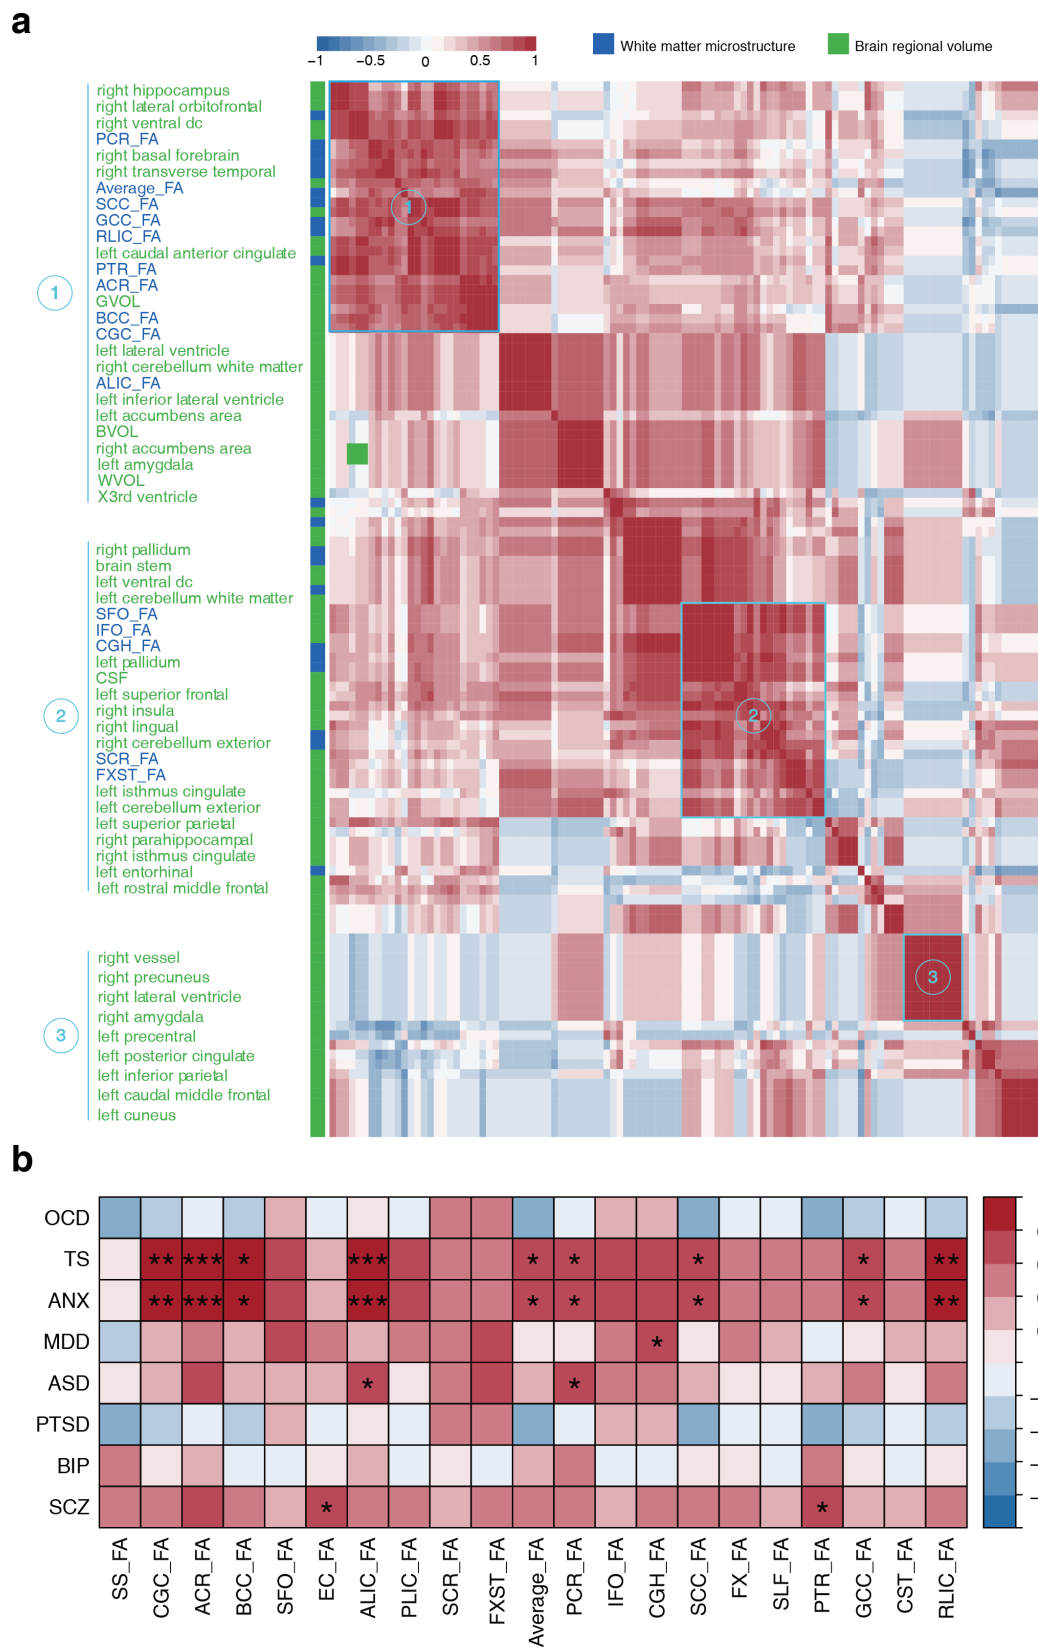 a
White matter microstructure
Brain regional volume
−1 −0.5 0 0.5 1
right hippocampus
right lateral orbitofrontal
right ventral dc
PCR_FA
right basal forebrain
right transverse temporal
Average_FA
SCC_FA
GCC_FA
RLIC_FA
left caudal anterior cingulate
PTR_FA
ACR_FA
GVOL
BCC_FA
CGC_FA
left lateral ventricle
right cerebellum white matter
ALIC_FA
left inferior lateral ventricle
left accumbens area
BVOL
right accumbens area
left amygdala
WVOL
X3rd ventricle
1
1
right pallidum
brain stem
left ventral dc
left cerebellum white matter
SFO_FA
IFO_FA
CGH_FA
left pallidum
CSF
left superior frontal
right insula
right lingual
right cerebellum exterior
SCR_FA
FXST_FA
left isthmus cingulate
left cerebellum exterior
left superior parietal
right parahippocampal
right isthmus cingulate
left entorhinal
left rostral middle frontal
2
2
right vessel
right precuneus
right lateral ventricle
right amygdala
left precentral
left posterior cingulate
left inferior parietal
left caudal middle frontal
left cuneus
3
3
b
OCD
TS ** *** * *** * * * * **
ANX ** *** * *** * * * * **
MDD *
ASD * *
PTSD
BIP
SCZ * *
SS_FA
CGC_FA
ACR_FA
BCC_FA
SFO_FA
EC_FA
ALIC_FA
PLIC_FA
SCR_FA
FXST_FA
Average_FA
PCR_FA
IFO_FA
CGH_FA
SCC_FA
FX_FA
SLF_FA
PTR_FA
GCC_FA
CST_FA
RLIC_FA